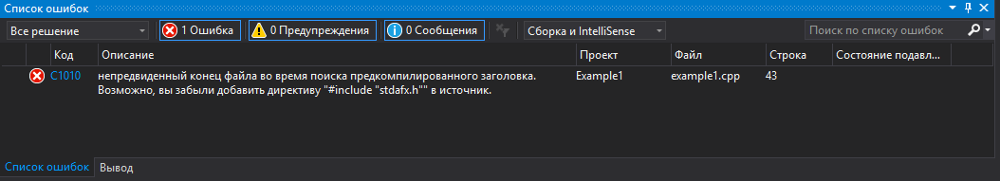 Список ошибок
Все решение
1 Ошибка
0 Предупреждения
0 Сообщения
Сборка и IntelliSense
Поиск по списку ошибок
Код Описание Проект Файл Строка Состояние подавл...
C1010 непредвиденный конец файла во время поиска предкомпилированного заголовка. Example1 example1.cpp 43
Возможно, вы забыли добавить директиву "#include "stdafx.h"" в источник.
Список ошибок Вывод